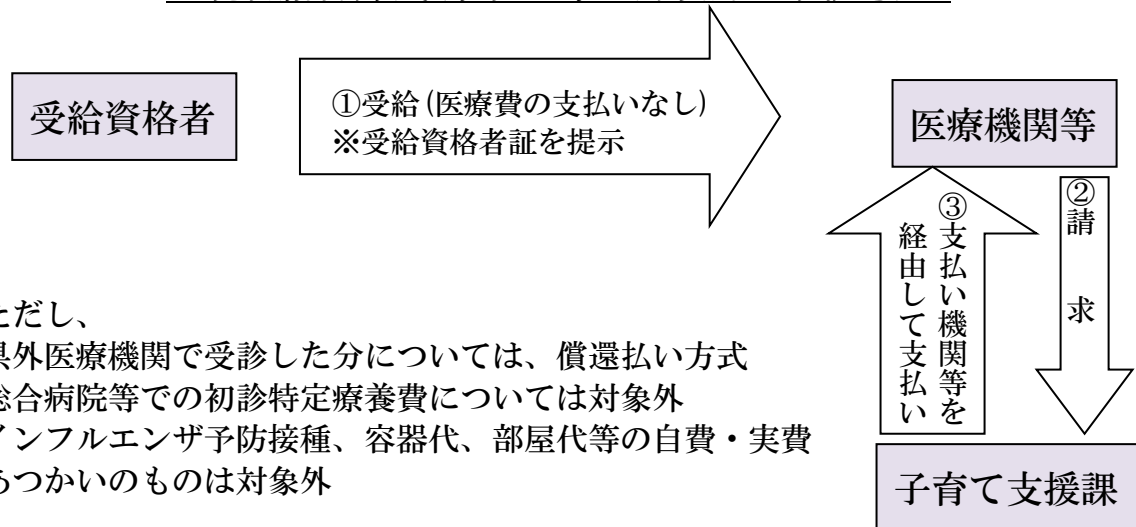 受給資格者
①受給(医療費の支払いなし)
※受給資格者証を提示
医療機関等
②請 求
③支払い機関等を
経由して支払い
ただし、
県外医療機関で受診した分については、償還払い方式
総合病院等での初診特定療養費については対象外
インフルエンザ予防接種、容器代、部屋代等の自費・実費
あつかいのものは対象外
子育て支援課